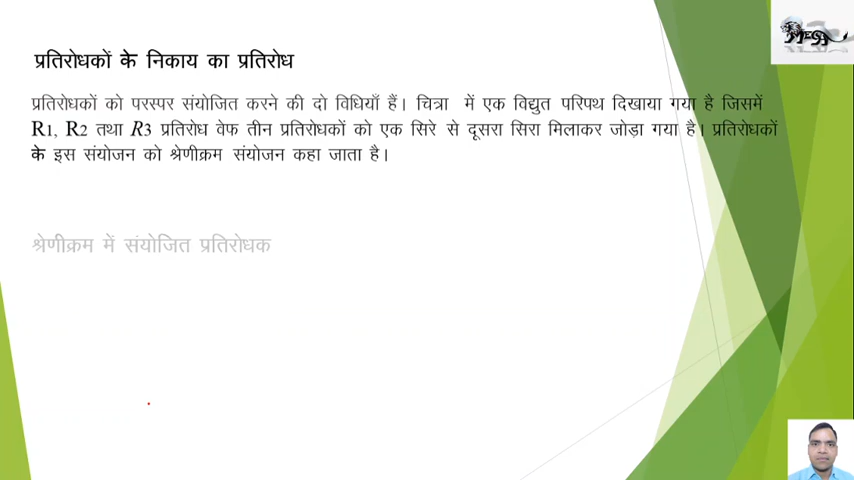 प्रतिरोधकों के निकाय का प्रतिरोध
प्रतिरोधकों को परस्पर संयोजित करने की दो विधियाँ हैं। चित्रा में एक विद्युत परिपथ दिखाया गया है जिसमें
R1, R2 तथा R3 प्रतिरोध वेफ तीन प्रतिरोधकों को एक सिरे से दूसरा सिरा मिलाकर जोड़ा गया है। प्रतिरोधकों
के इस संयोजन को श्रेणीक्रम संयोजन कहा जाता है।
श्रेणीक्रम में संयोजित प्रतिरोधक